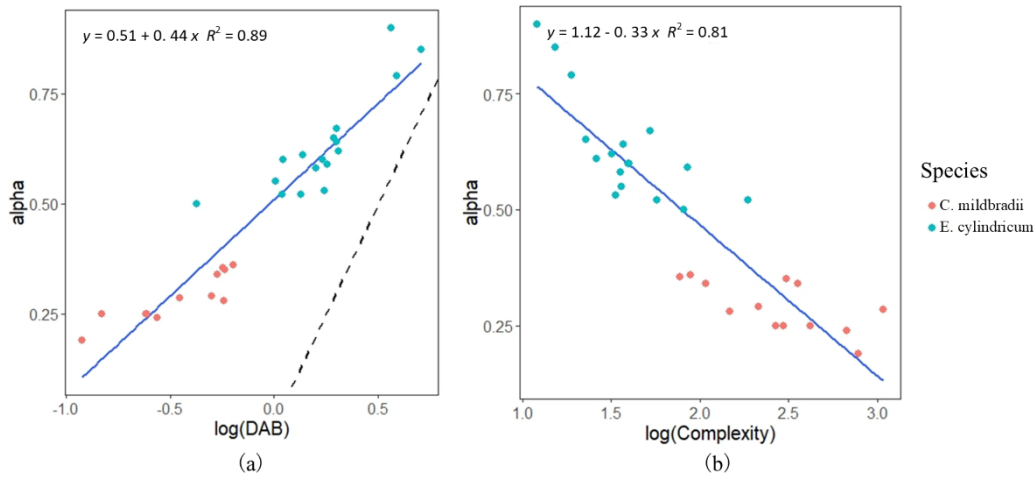 y = 0.51 + 0. 44 x R² = 0.89
0.75
0.50
0.25
alpha
-1.0 -0.5 0.0 0.5
log(DAB)
(a)
y = 1.12 - 0. 33 x R² = 0.81
0.75
0.50
0.25
alpha
1.0 1.5 2.0 2.5 3.0
log(Complexity)
(b)
Species
C. mildbradii
E. cylindricum